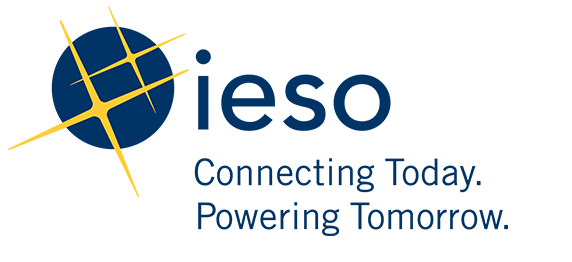 ieso
Connecting Today.
Powering Tomorrow.